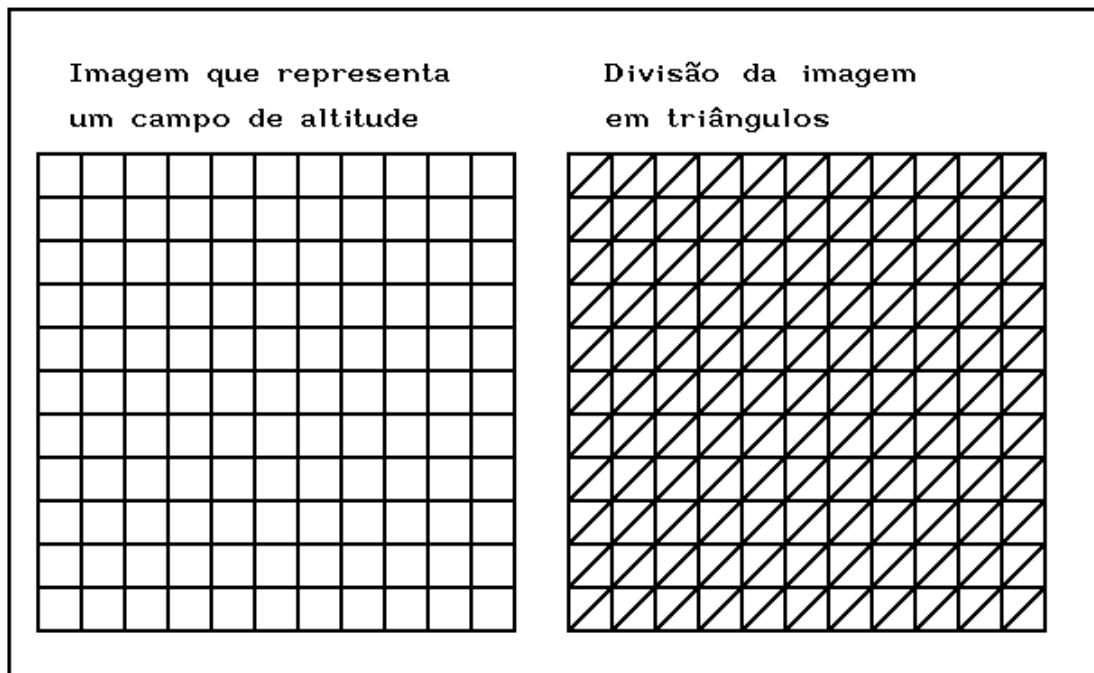 Imagem que representa
um campo de altitude
Divisão da imagem
em triângulos